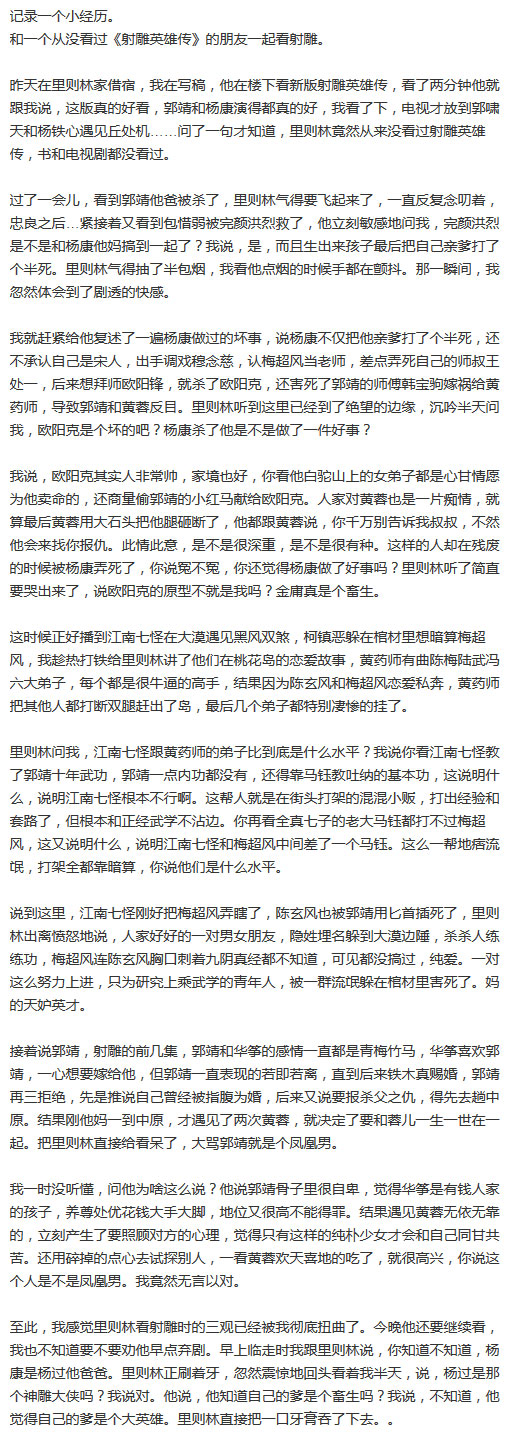 记录一个小经历。
和一个从没看过《射雕英雄传》的朋友一起看射雕。
昨天在里则林家借宿，我在写稿，他在楼下看新版射雕英雄传，看了两分钟他就
跟我说，这版真的好看，郭靖和杨康演得都真的好，我看了下，电视才放到郭啸
天和杨铁心遇见丘处机……问了一句才知道，里则林竟然从来没看过射雕英雄
传，书和电视剧都没看过。
过了一会儿，看到郭靖他爸被杀了，里则林气得要飞起来了，一直反复念叨着，
忠良之后…紧接着又看到包惜弱被完颜洪烈救了，他立刻敏感地问我，完颜洪烈
是不是和杨康他妈搞到一起了？我说，是，而且生出来孩子最后把自己亲爹打了
个半死。里则林气得抽了半包烟，我看他点烟的时候手都在颤抖。那一瞬间，我
忽然体会到了剧透的快感。
我就赶紧给他复述了一遍杨康做过的坏事，说杨康不仅把他亲爹打了个半死，还
不承认自己是宋人，出手调戏穆念慈，认梅超风当老师，差点弄死自己的师叔王
处一，后来想拜师欧阳锋，就杀了欧阳克，还害死了郭靖的师傅韩宝驹嫁祸给黄
药师，导致郭靖和黄蓉反目。里则林听到这里已经到了绝望的边缘，沉吟半天问
我，欧阳克是个坏的吧？杨康杀了他是不是做了一件好事？
我说，欧阳克其实人非常帅，家境也好，你看他白驼山上的女弟子都是心甘情愿
为他卖命的，还商量偷郭靖的小红马献给欧阳克。人家对黄蓉也是一片痴情，就
算最后黄蓉用大石头把他腿砸断了，他都跟黄蓉说，你千万别告诉我叔叔，不然
他会来找你报仇。此情此意，是不是很深重，是不是很有种。这样的人却在残废
的时候被杨康弄死了，你说冤不冤，你还觉得杨康做了好事吗？里则林听了简直
要哭出来了，说欧阳克的原型不就是我吗？金庸真是个畜生。
这时候正好播到江南七怪在大漠遇见黑风双煞，柯镇恶躲在棺材里想暗算梅超
风，我趁热打铁给里则林讲了他们在桃花岛的恋爱故事，黄药师有曲陈梅陆武冯
六大弟子，每个都是很牛逼的高手，结果因为陈玄风和梅超风恋爱私奔，黄药师
把其他人都打断双腿赶出了岛，最后几个弟子都特别凄惨的挂了。
里则林问我，江南七怪跟黄药师的弟子比到底是什么水平？我说你看江南七怪教
了郭靖十年武功，郭靖一点内功都没有，还得靠马钰教吐纳的基本功，这说明什
么，说明江南七怪根本不行啊。这帮人就是在街头打架的混混小贩，打出经验和
套路了，但根本和正经武学不沾边。你再看全真七子的老大马钰都打不过梅超
风，这又说明什么，说明江南七怪和梅超风中间差了一个马钰。这么一帮地痞流
氓，打架全都靠暗算，你说他们是什么水平。
说到这里，江南七怪刚好把梅超风弄瞎了，陈玄风也被郭靖用匕首插死了，里则
林出离愤怒地说，人家好好的一对男女朋友，隐姓埋名躲到大漠边陲，杀杀人练
练功，梅超风连陈玄风胸口刺着九阴真经都不知道，可见都没搞过，纯爱。一对
这么努力上进，只为研究上乘武学的青年人，被一群流氓躲在棺材里害死了。妈
的天妒英才。
接着说郭靖，射雕的前几集，郭靖和华筝的感情一直都是青梅竹马，华筝喜欢郭
靖，一心想要嫁给他，但郭靖一直表现的若即若离，直到后来铁木真赐婚，郭靖
再三拒绝，先是推说自己曾经被指腹为婚，后来又说要报杀父之仇，得先去趟中
原。结果刚他妈一到中原，才遇见了两次黄蓉，就决定了要和蓉儿一生一世在一
起。把里则林直接给看呆了，大骂郭靖就是个凤凰男。
我一时没听懂，问他为啥这么说？他说郭靖骨子里很自卑，觉得华筝是有钱人家
的孩子，养尊处优花钱大手大脚，地位又很高不能得罪。结果遇见黄蓉无依无靠
的，立刻产生了要照顾对方的心理，觉得只有这样的纯朴少女才会和自己同甘共
苦。还用碎掉的点心去试探别人，一看黄蓉欢天喜地的吃了，就很高兴，你说这
个人是不是凤凰男。我竟然无言以对。
至此，我感觉里则林看射雕时的三观已经被我彻底扭曲了。今晚他还要继续看，
我也不知道要不要劝他早点弃剧。早上临走时我跟里则林说，你知道不知道，杨
康是杨过他爸爸。里则林正刷着牙，忽然震惊地回头看着我半天，说，杨过是那
个神雕大侠吗？我说对。他说，他知道自己的爹是个畜生吗？我说，不知道，他
觉得自己的爹是个大英雄。里则林直接把一口牙膏吞了下去。。